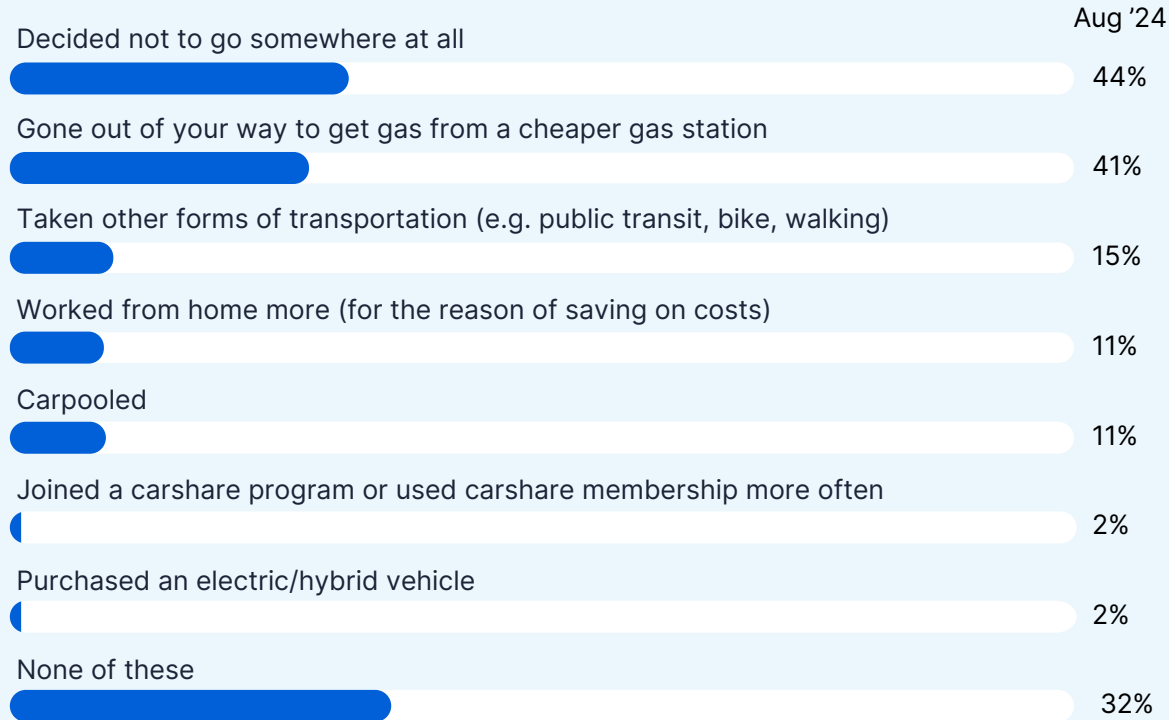 Aug ’24
Decided not to go somewhere at all
44%
Gone out of your way to get gas from a cheaper gas station
41%
Taken other forms of transportation (e.g. public transit, bike, walking)
15%
Worked from home more (for the reason of saving on costs)
11%
Carpooled
11%
Joined a carshare program or used carshare membership more often
2%
Purchased an electric/hybrid vehicle
2%
None of these
32%